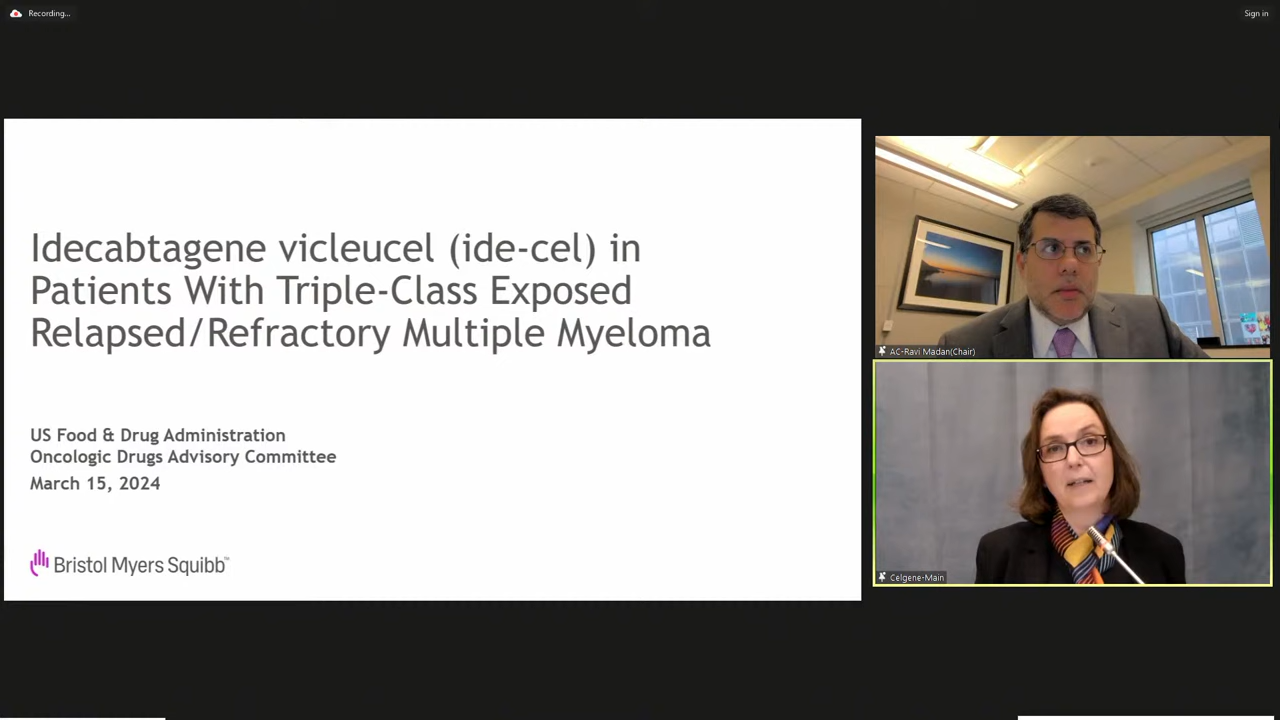 Recording...
Sign in
Idecabtagene vicleucel (ide-cel) in
Patients With Triple-Class Exposed
Relapsed/Refractory Multiple Myeloma
US Food & Drug Administration
Oncologic Drugs Advisory Committee
March 15, 2024
Bristol Myers Squibb™
AC-Ravi Madan(Chair)
Celgene-Main